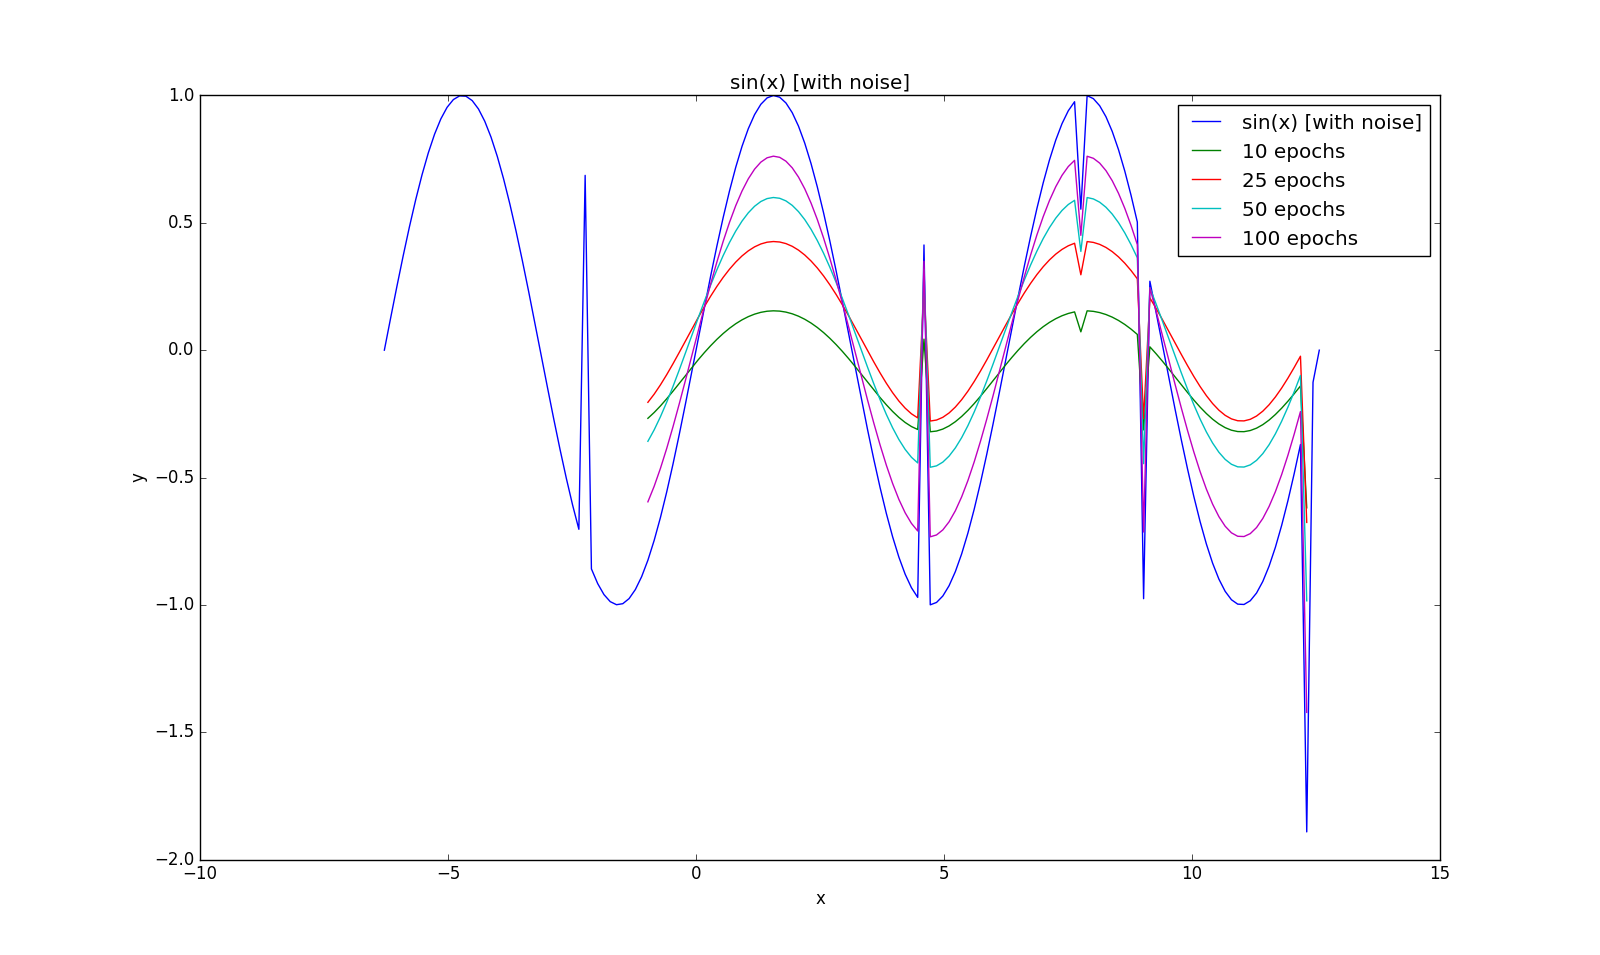 sin(x) [with noise]
1.0
0.5
0.0
−0.5
−1.0
−1.5
−2.0
y
−10
−5
0
5
10
15
x
sin(x) [with noise]
10 epochs
25 epochs
50 epochs
100 epochs